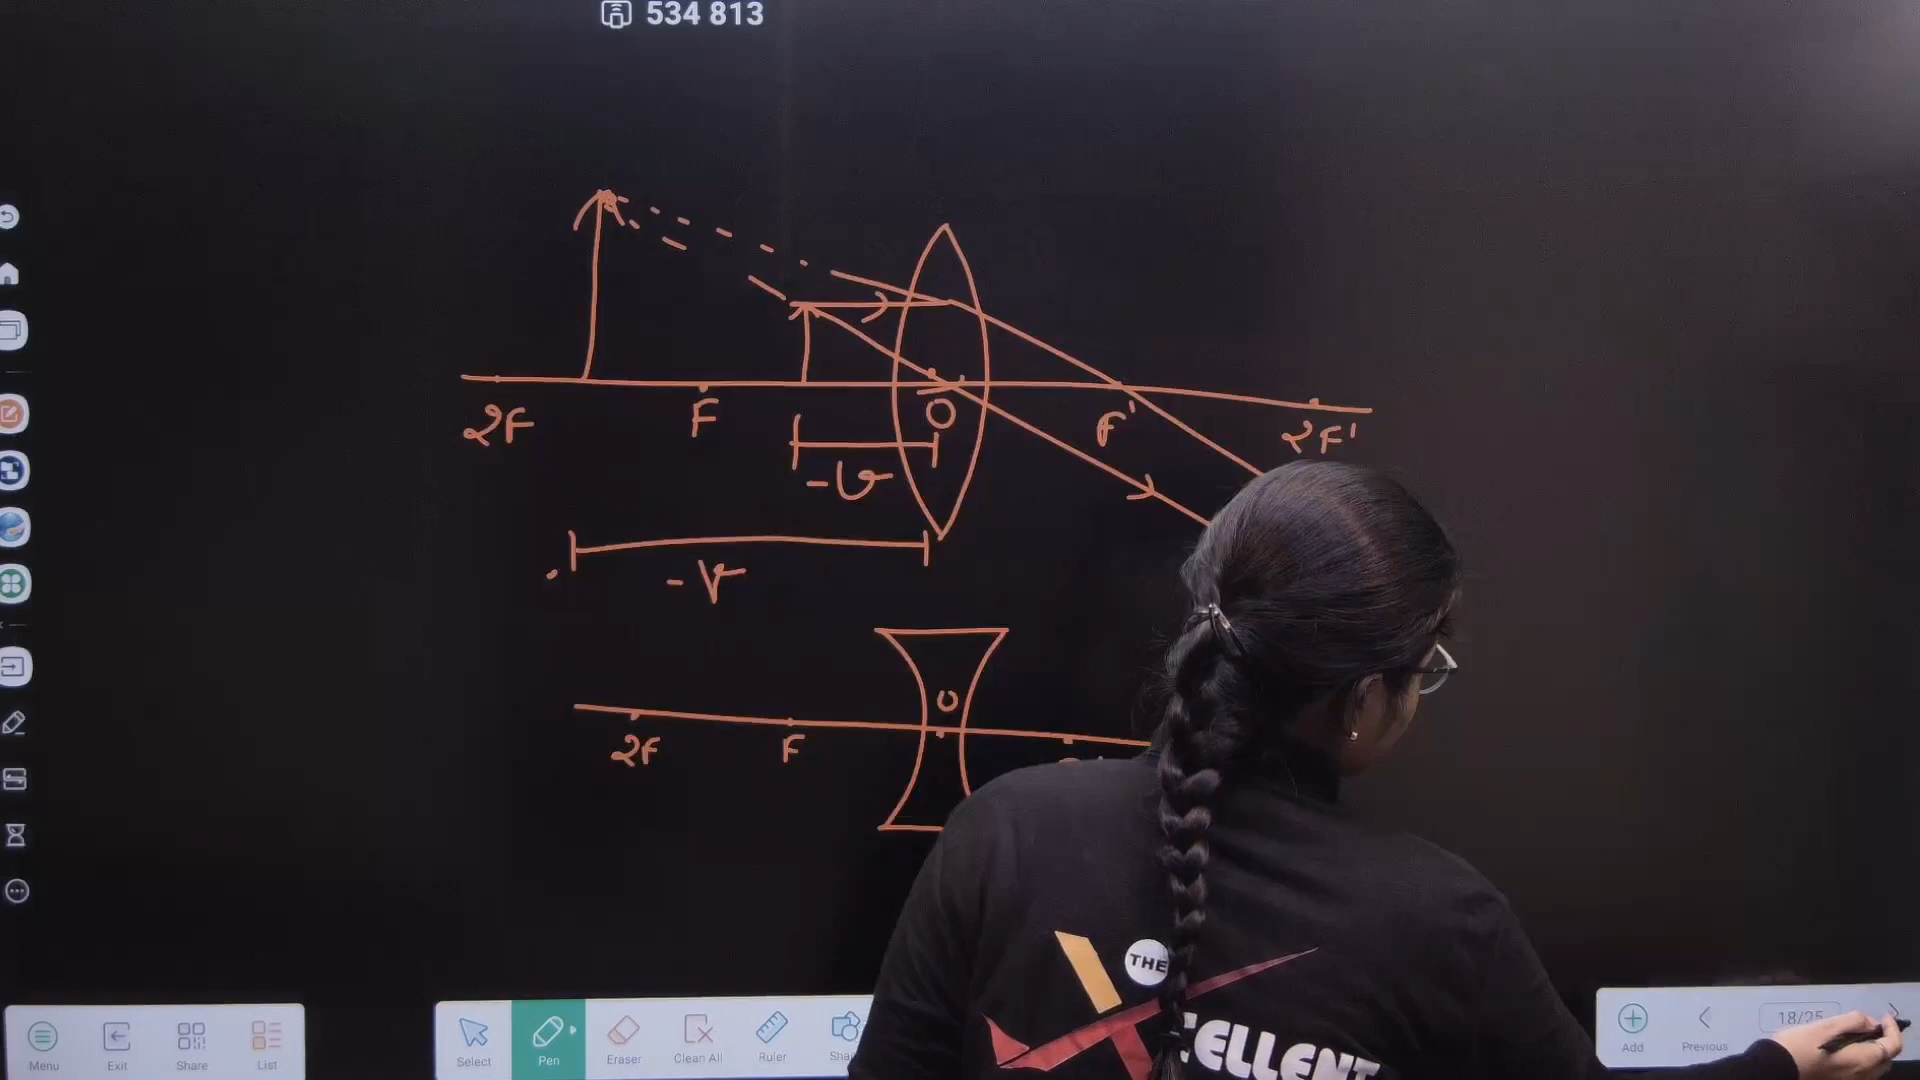 534 813
2F
F
O
F'
2F'
-u
-v
O
2F
F
THE
CELLENT
Menu
Exit
Share
List
Select
Pen
Eraser
Clean All
Ruler
Add
Previous
18/25